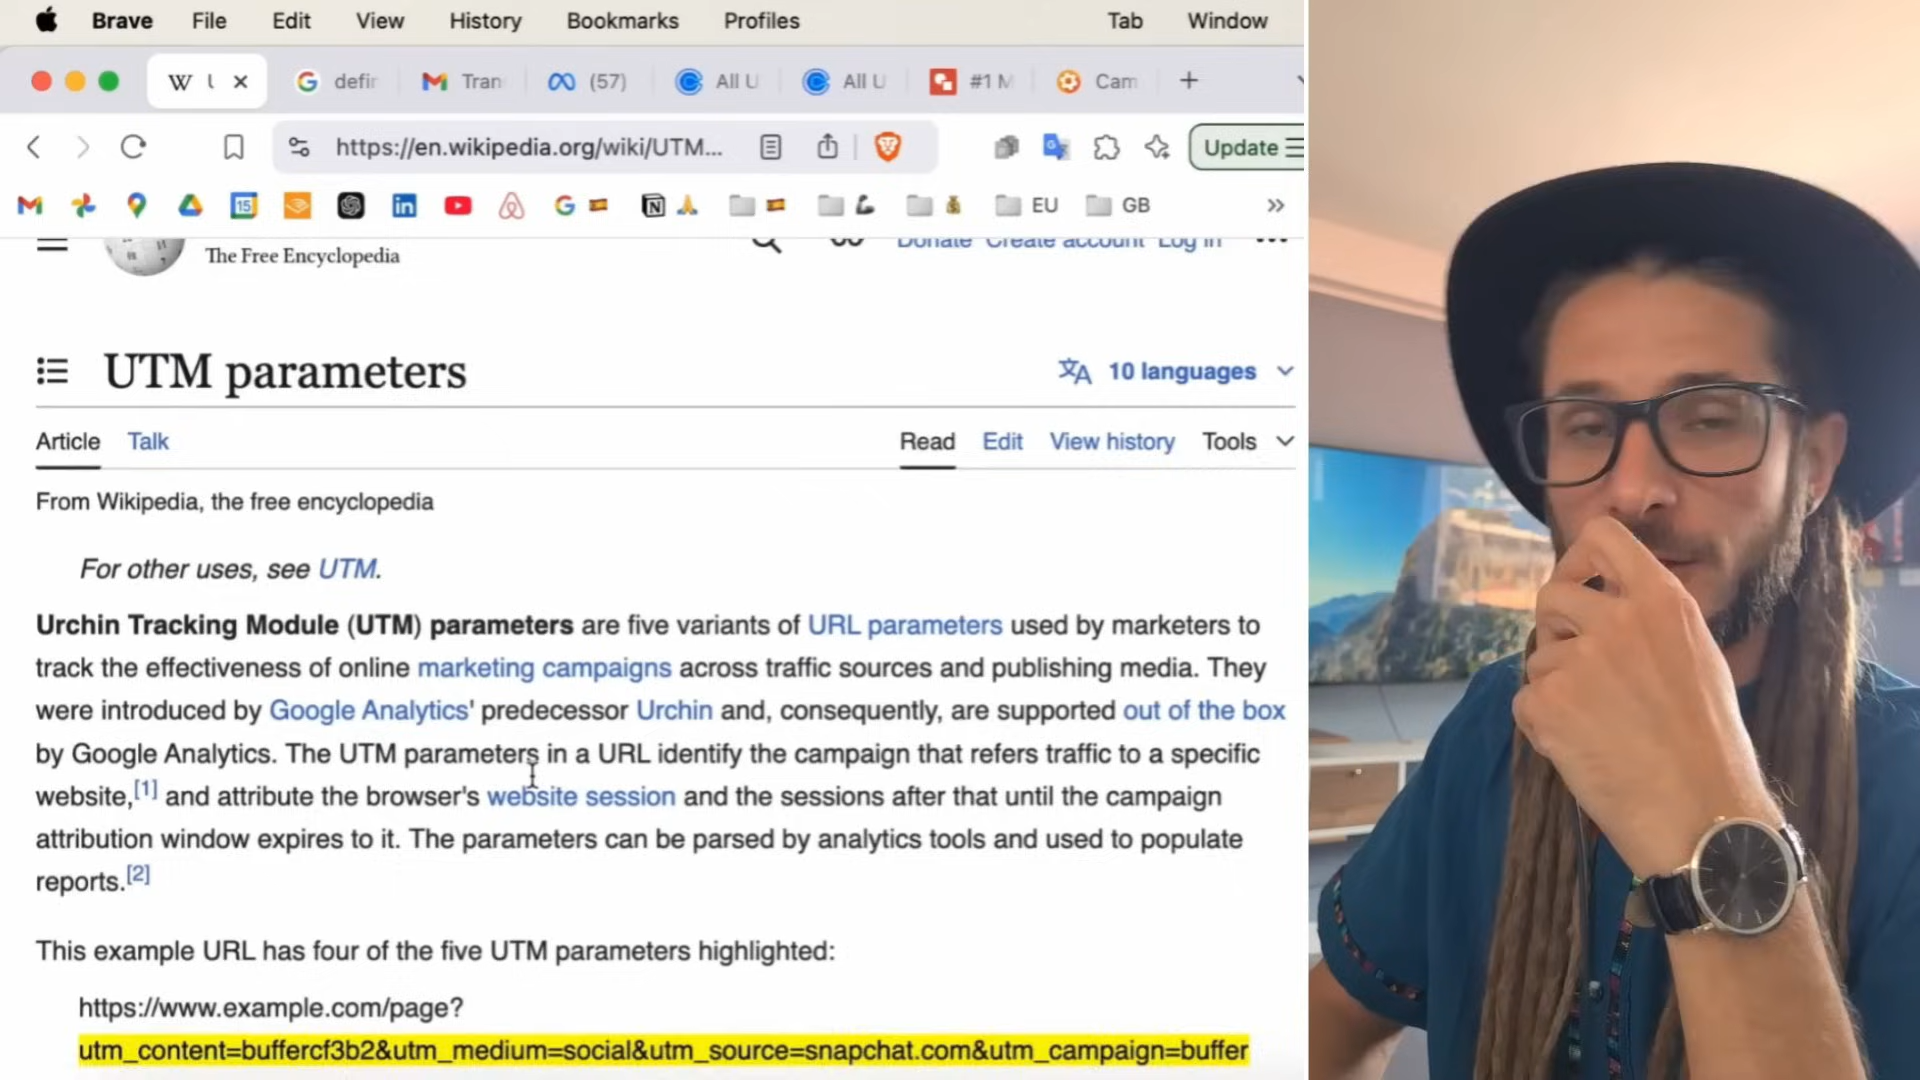 Brave File Edit View History Bookmarks Profiles Tab Window
W defin Tran (57) All U All U #1 M Cam
https://en.wikipedia.org/wiki/UTM... Update
15 in N EU GB
The Free Encyclopedia Donate Create account Log in
UTM parameters 10 languages
Article Talk Read Edit View history Tools
From Wikipedia, the free encyclopedia
For other uses, see UTM.
Urchin Tracking Module (UTM) parameters are five variants of URL parameters used by marketers to
track the effectiveness of online marketing campaigns across traffic sources and publishing media. They
were introduced by Google Analytics' predecessor Urchin and, consequently, are supported out of the box
by Google Analytics. The UTM parameters in a URL identify the campaign that refers traffic to a specific
website,[1] and attribute the browser's website session and the sessions after that until the campaign
attribution window expires to it. The parameters can be parsed by analytics tools and used to populate
reports.[2]
This example URL has four of the five UTM parameters highlighted:
https://www.example.com/page?
utm_content=buffercf3b2&utm_medium=social&utm_source=snapchat.com&utm_campaign=buffer